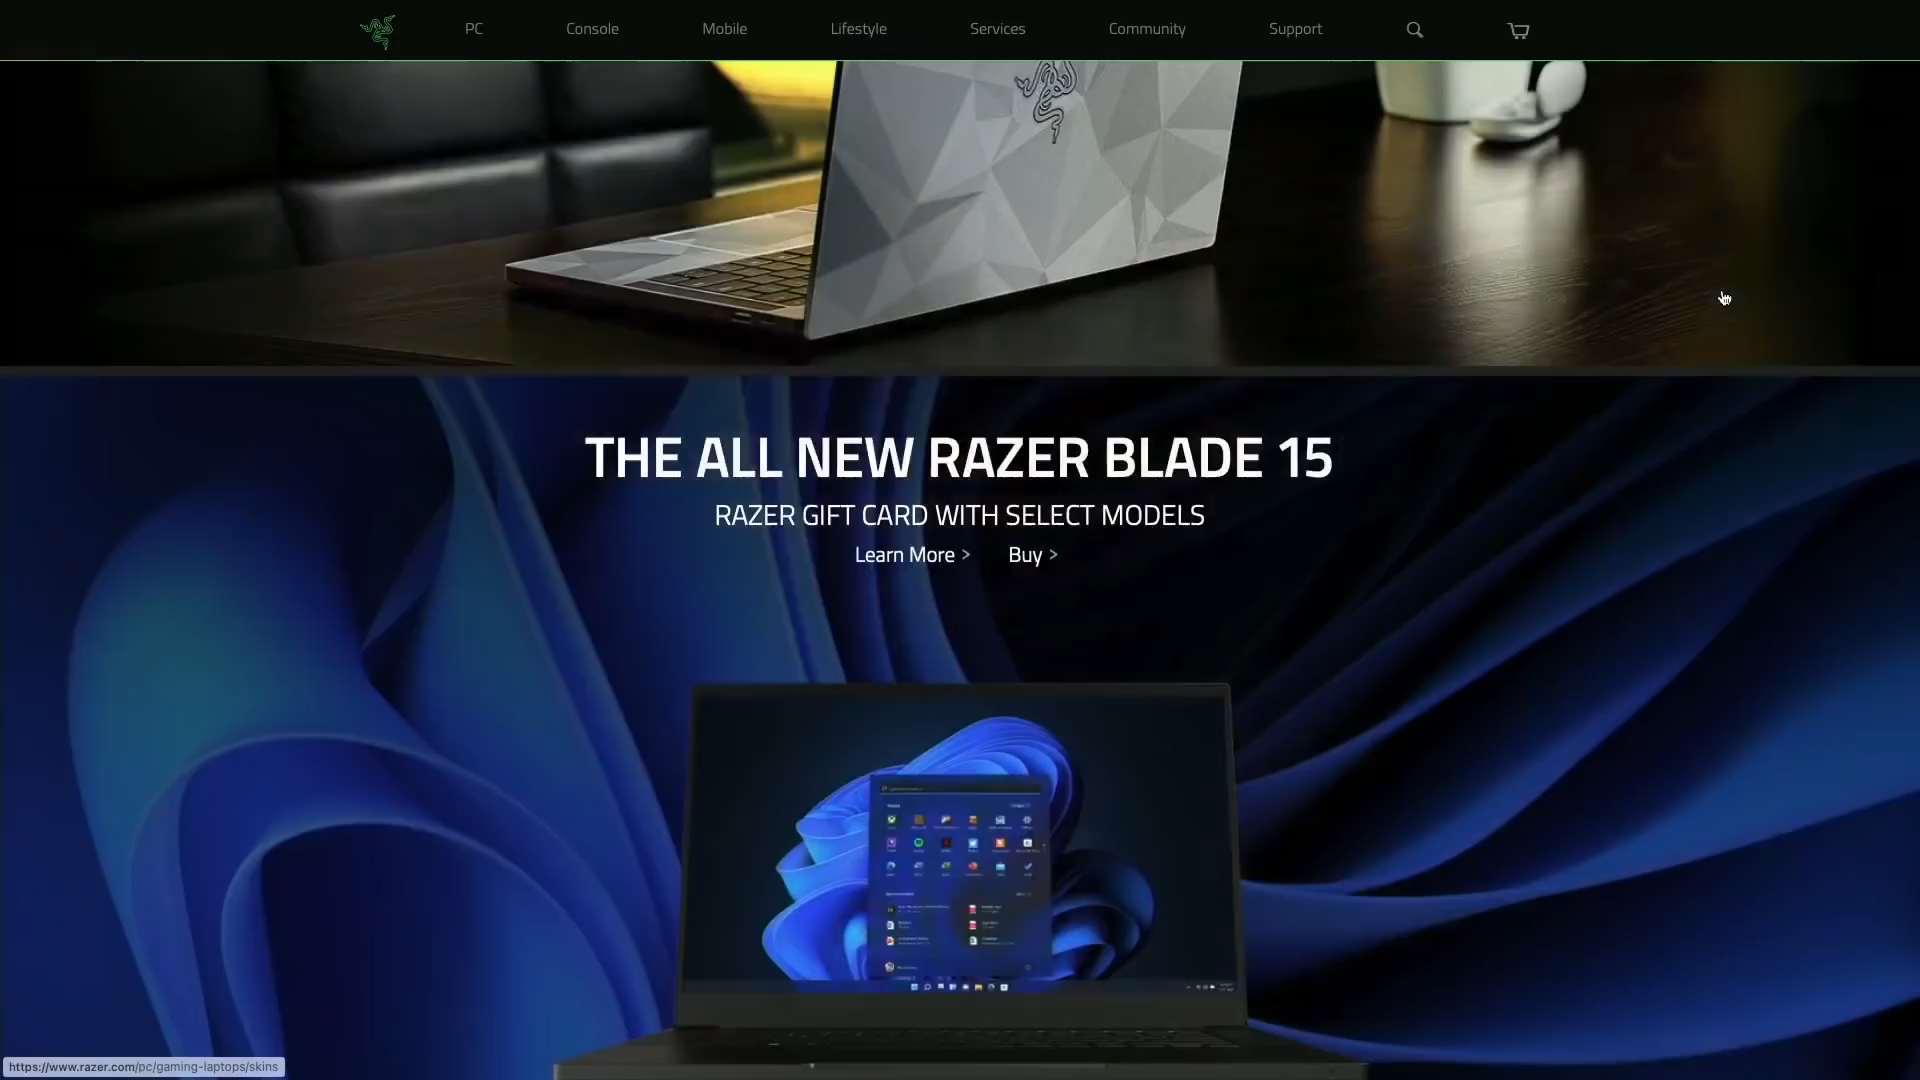 PC
Console
Mobile
Lifestyle
Services
Community
Support
THE ALL NEW RAZER BLADE 15
RAZER GIFT CARD WITH SELECT MODELS
Learn More >
Buy >
https://www.razer.com/pc/gaming-laptops/skins